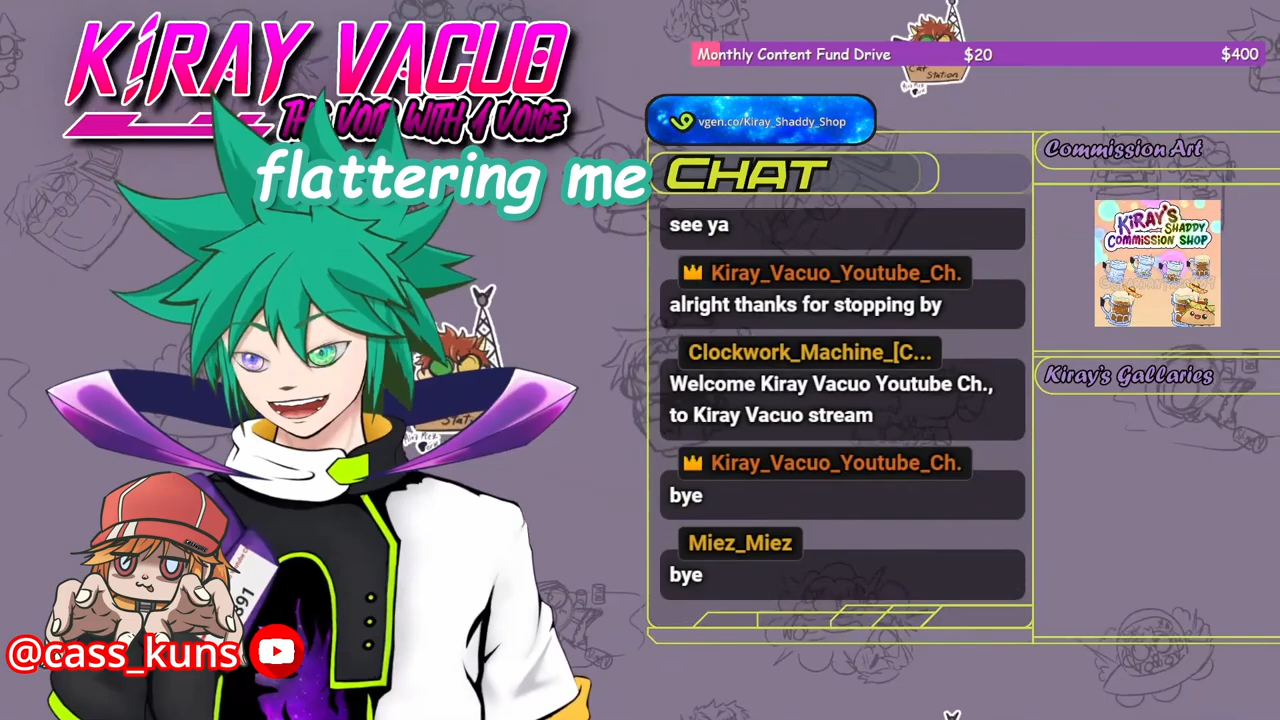 KiRAY VACUO
THE VOID WITH A VOICE
flattering me
Monthly Content Fund Drive $20 $400
Cat
Station
vgen.co/Kiray_Shaddy_Shop
CHAT
see ya
Kiray_Vacuo_Youtube_Ch.
alright thanks for stopping by
Clockwork_Machine_[C...
Welcome Kiray Vacuo Youtube Ch.,
to Kiray Vacuo stream
Kiray_Vacuo_Youtube_Ch.
bye
Miez_Miez
bye
Commission Art
KiRAY'S
SHADDY
COMMISSION SHOP
Kiray's Gallaries
@cass_kuns